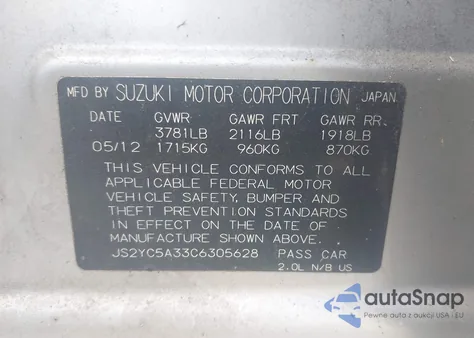 MFD BY SUZUKI MOTOR CORPORATION JAPAN
DATE GVWR GAWR FRT GAWR RR.
3781LB 2116LB 1918LB
05/12 1715KG 960KG 870KG
THIS VEHICLE CONFORMS TO ALL
APPLICABLE FEDERAL MOTOR
VEHICLE SAFETY, BUMPER AND
THEFT PREVENTION STANDARDS
IN EFFECT ON THE DATE OF
MANUFACTURE SHOWN ABOVE.
JS2YC5A33C6305628 PASS CAR
2.0L N/B US
autoSnap
Pewne auta z dowozem z USA i EU